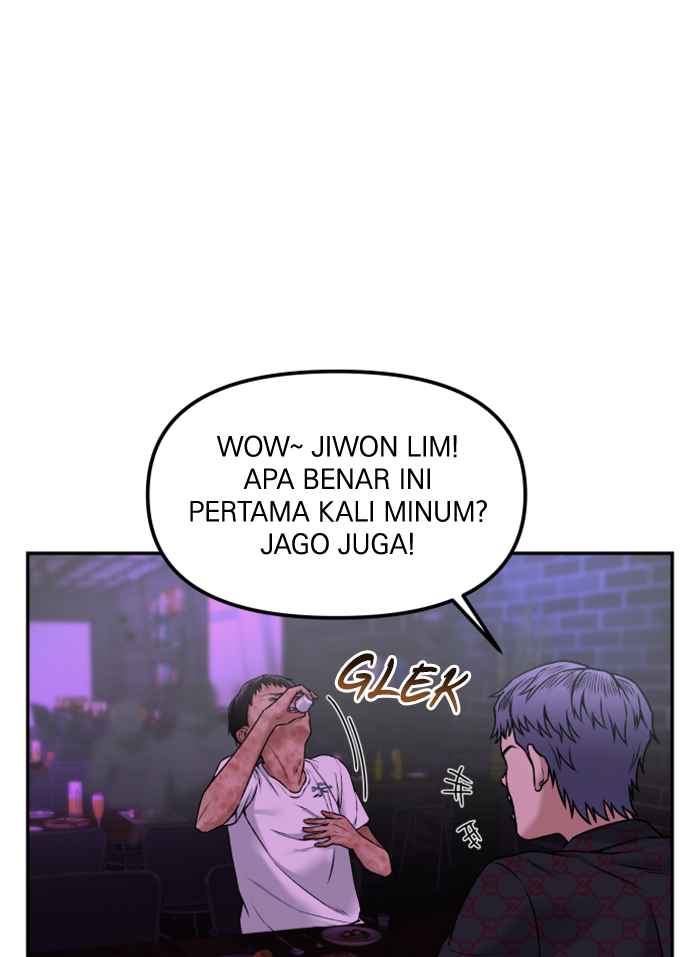 WOW~ JIWON LIM!
APA BENAR INI
PERTAMA KALI MINUM?
JAGO JUGA!
GLEK